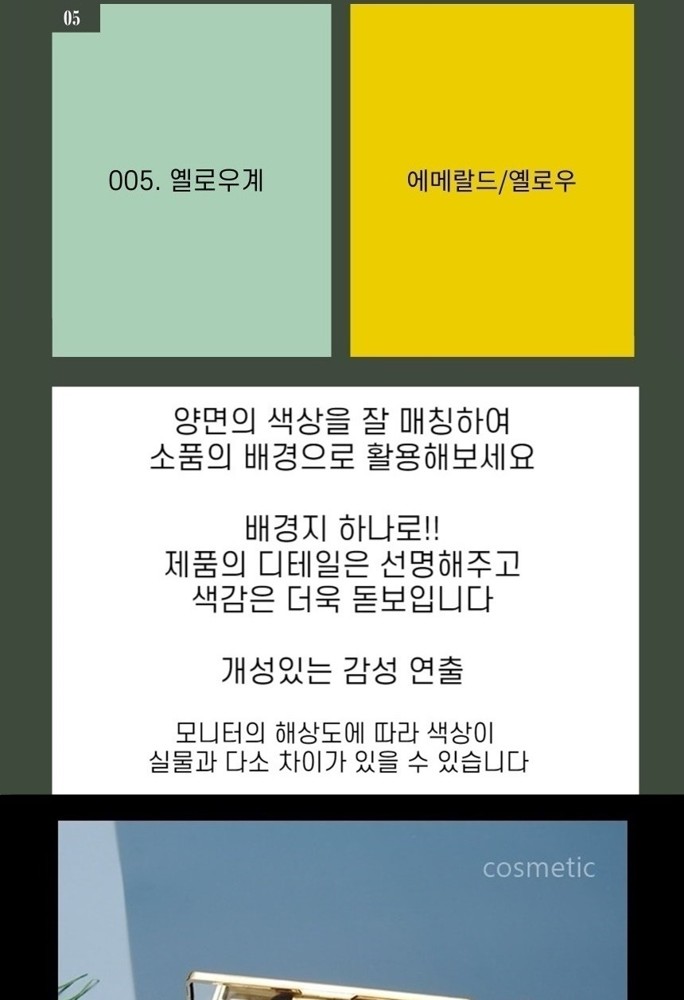 05
005. 옐로우계
에메랄드/옐로우
양면의 색상을 잘 매칭하여
소품의 배경으로 활용해보세요
배경지 하나로!!
제품의 디테일은 선명해주고
색감은 더욱 돋보입니다
개성있는 감성 연출
모니터의 해상도에 따라 색상이
실물과 다소 차이가 있을 수 있습니다
cosmetic